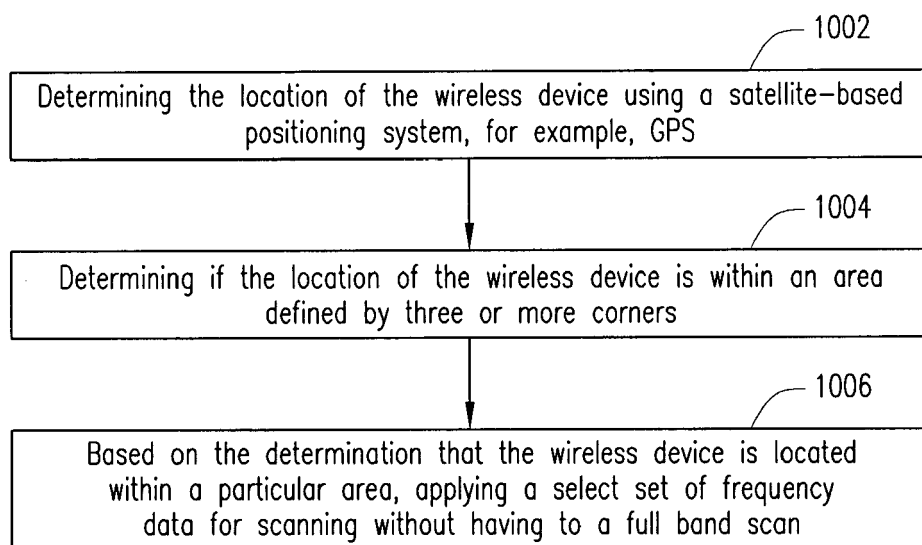 1002
Determining the location of the wireless device using a satellite-based
positioning system, for example, GPS
1004
Determining if the location of the wireless device is within an area
defined by three or more corners
1006
Based on the determination that the wireless device is located
within a particular area, applying a select set of frequency
data for scanning without having to a full band scan